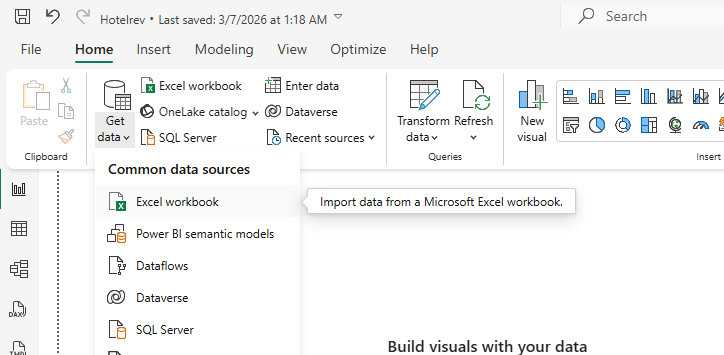 Hotelrev • Last saved: 3/7/2026 at 1:18 AM
Search
File Home Insert Modeling View Optimize Help
Paste
Get data
Excel workbook
OneLake catalog
SQL Server
Enter data
Dataverse
Recent sources
Transform data
Refresh
New visual
Clipboard
Queries
Insert
Common data sources
Excel workbook
Import data from a Microsoft Excel workbook.
Power BI semantic models
Dataflows
Dataverse
SQL Server
DAX
TMDL
Build visuals with your data